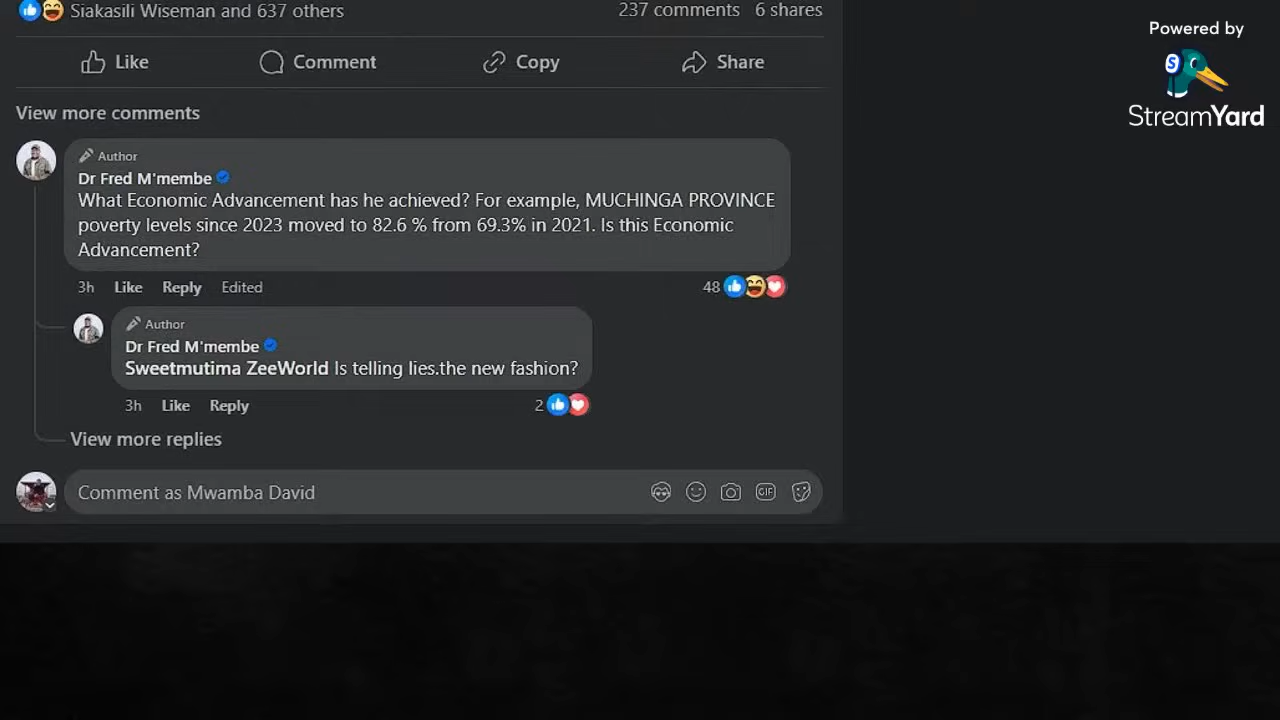 Siakasili Wiseman and 637 others
237 comments 6 shares
Powered by
S
StreamYard
Like Comment Copy Share
View more comments
Author
Dr Fred M'membe
What Economic Advancement has he achieved? For example, MUCHINGA PROVINCE
poverty levels since 2023 moved to 82.6 % from 69.3% in 2021. Is this Economic
Advancement?
3h Like Reply Edited 48
Author
Dr Fred M'membe
Sweetmutima ZeeWorld Is telling lies.the new fashion?
3h Like Reply 2
View more replies
Comment as Mwamba David GIF